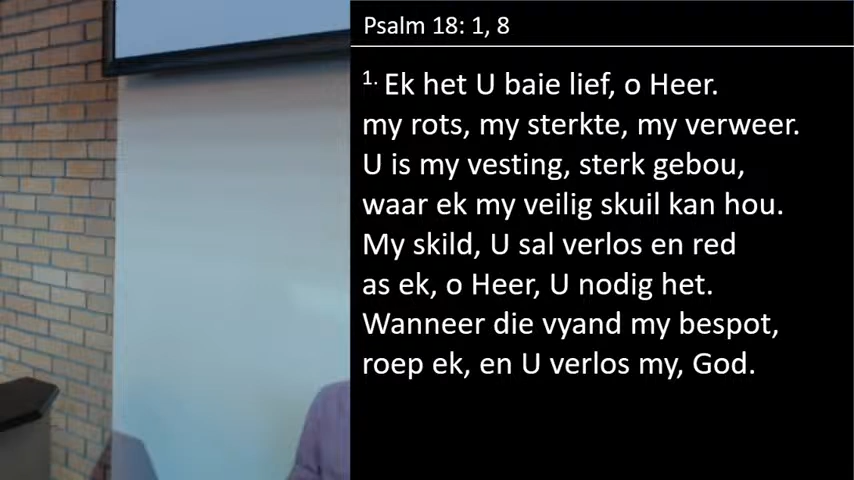 Psalm 18: 1, 8
1. Ek het U baie lief, o Heer.
my rots, my sterkte, my verweer.
U is my vesting, sterk gebou,
waar ek my veilig skuil kan hou.
My skild, U sal verlos en red
as ek, o Heer, U nodig het.
Wanneer die vyand my bespot,
roep ek, en U verlos my, God.